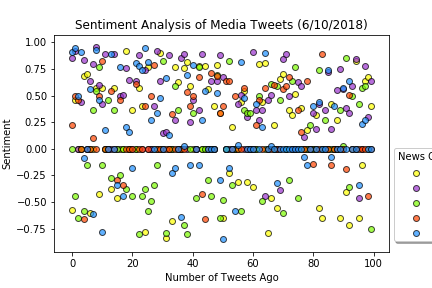 Sentiment Analysis of Media Tweets (6/10/2018)
1.00
0.75
0.50
0.25
0.00
−0.25
−0.50
−0.75
Sentiment
0 20 40 60 80 100
Number of Tweets Ago
News